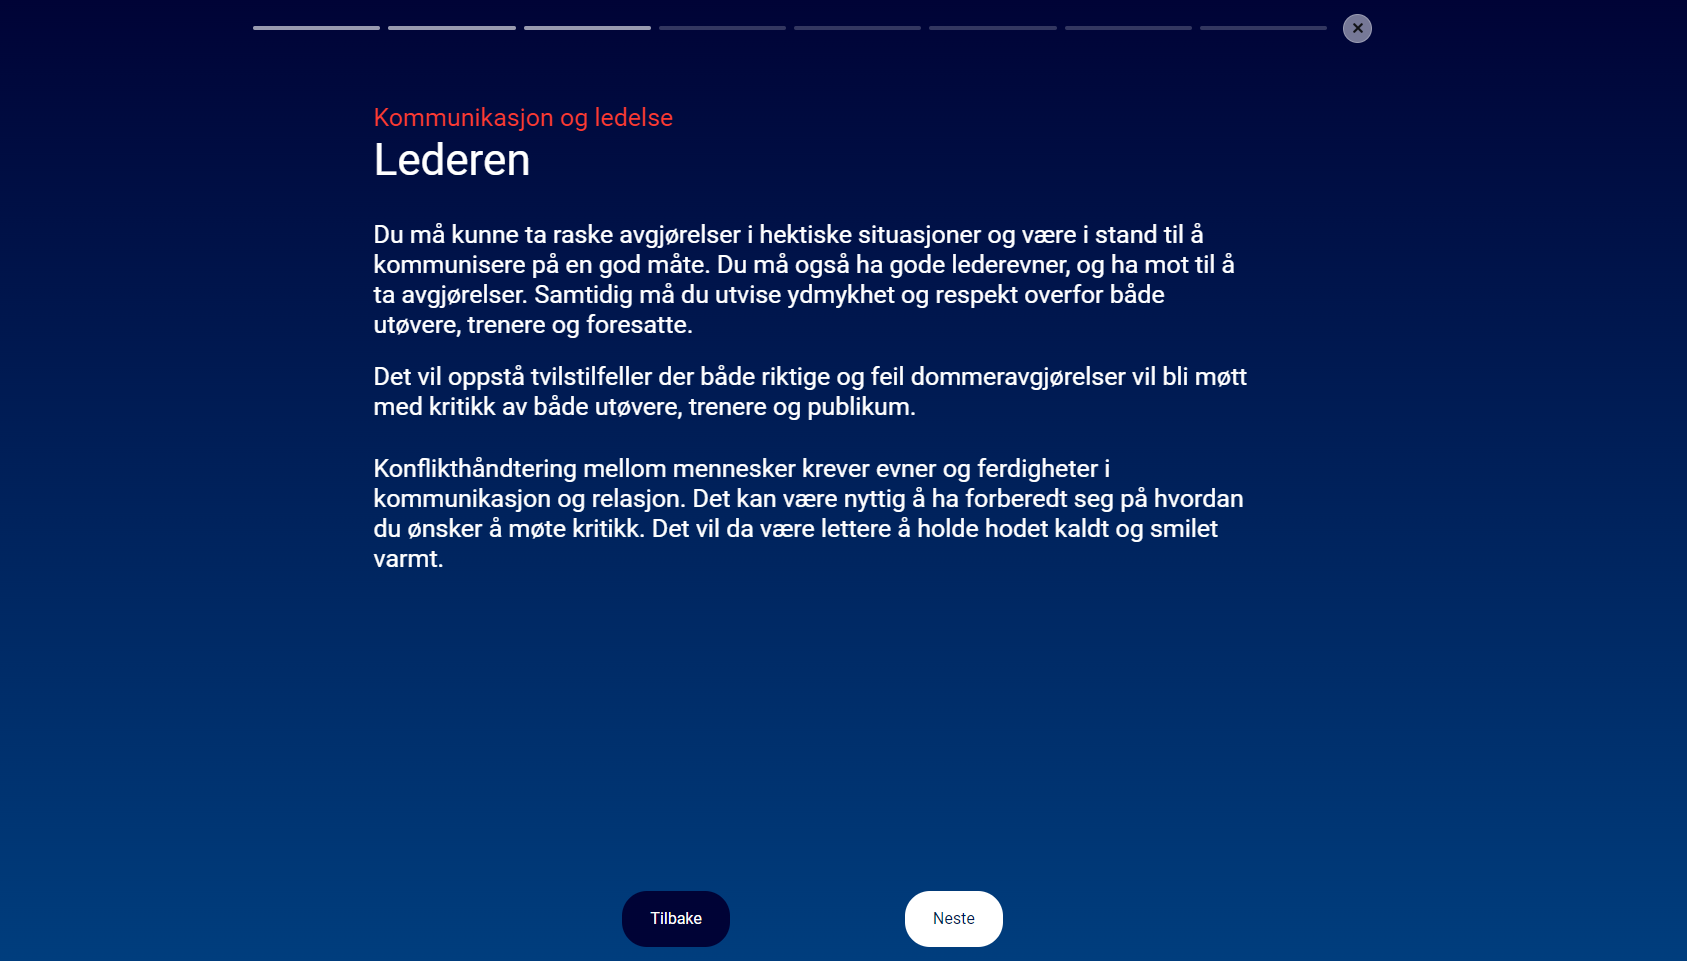 Kommunikasjon og ledelse
Lederen
Du må kunne ta raske avgjørelser i hektiske situasjoner og være i stand til å
kommunisere på en god måte. Du må også ha gode lederevner, og ha mot til å
ta avgjørelser. Samtidig må du utvise ydmykhet og respekt overfor både
utøvere, trenere og foresatte.
Det vil oppstå tvilstilfeller der både riktige og feil dommeravgjørelser vil bli møtt
med kritikk av både utøvere, trenere og publikum.
Konflikthåndtering mellom mennesker krever evner og ferdigheter i
kommunikasjon og relasjon. Det kan være nyttig å ha forberedt seg på hvordan
du ønsker å møte kritikk. Det vil da være lettere å holde hodet kaldt og smilet
varmt.
Tilbake
Neste